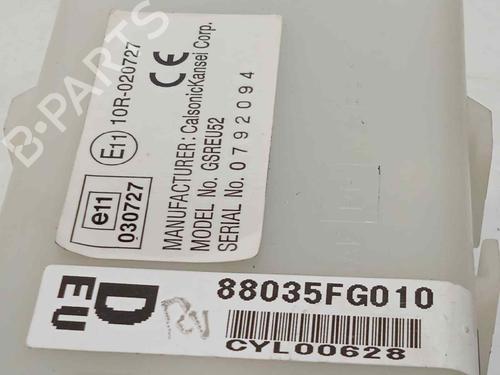 B-PARTS
E11 10R-020727
CE
e11
030727
MANUFACTURER: CalsonicKansei Corp.
MODEL No. GSREU52
SERIAL No. 0792094
D
EU
88035FG010
CYL00628